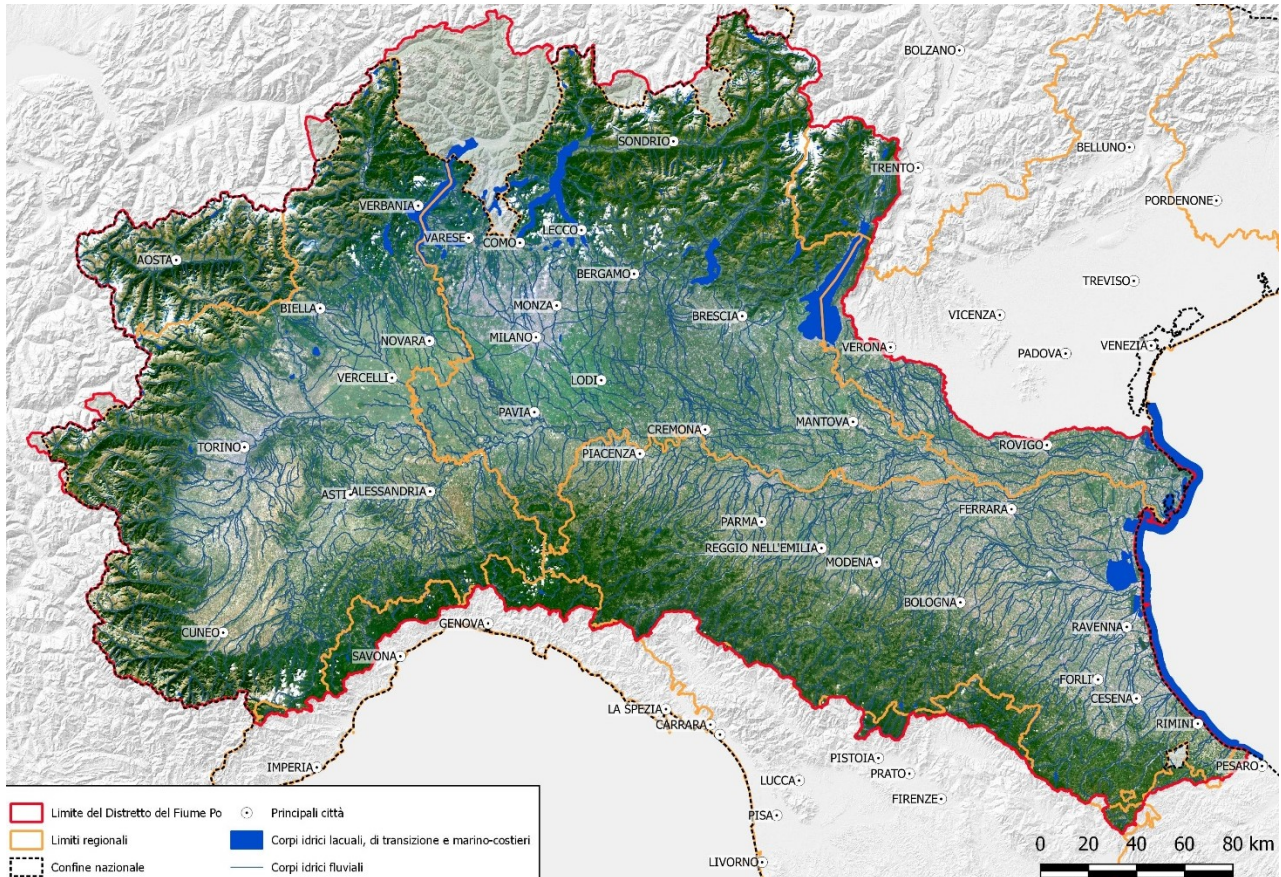 BOLZANO
SONDRIO
BELLUNO
TRENTO
PORDENONE
VERBANIA
VARESE
COMO
LECCO
AOSTA
BERGAMO
TREVISO
BIELLA
MONZA
BRESCIA
VICENZA
NOVARA
MILANO
VERONA
PADOVA
VENEZIA
VERCELLI
LODI
PAVIA
MANTOVA
CREMONA
TORINO
PIACENZA
ROVIGO
ASTI
ALESSANDRIA
FERRARA
PARMA
REGGIO NELL'EMILIA
MODENA
BOLOGNA
CUNEO
GENOVA
RAVENNA
SAVONA
FORLI'
CESENA
LA SPEZIA
CARRARA
RIMINI
IMPERIA
PISTOIA
PRATO
PESARO
LUCCA
FIRENZE
PISA
LIVORNO
Limite del Distretto del Fiume Po
Principali città
Limiti regionali
Corpi idrici lacuali, di transizione e marino-costieri
Confine nazionale
Corpi idrici fluviali
0 20 40 60 80 km